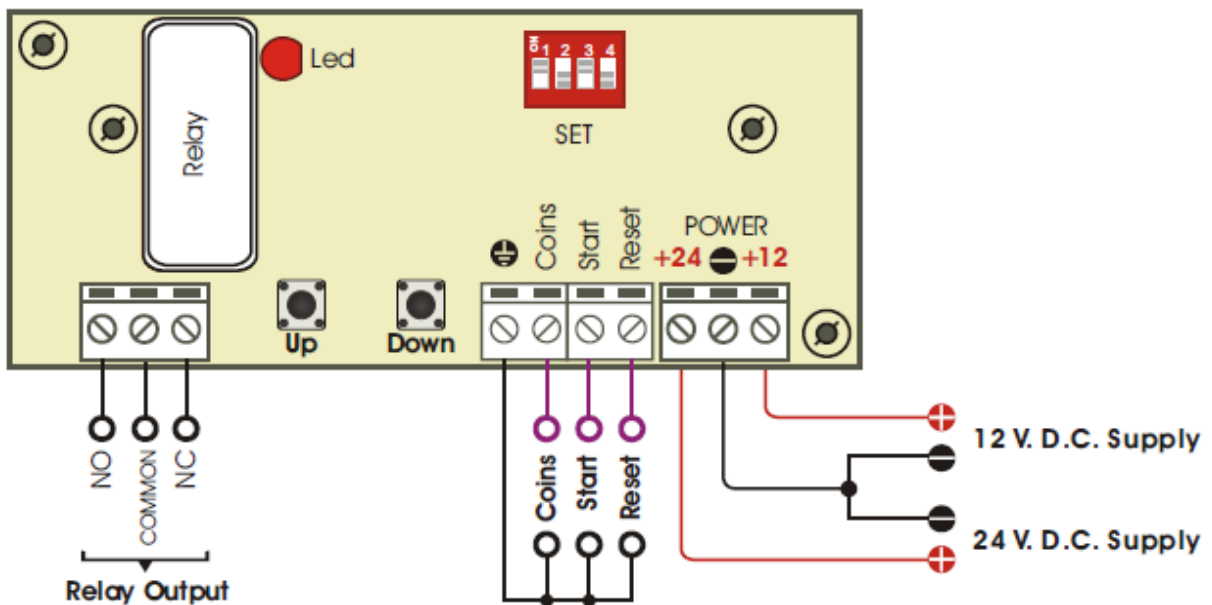 Relay
Led
ON
1 2 3 4
SET
Coins
Start
Reset
POWER
+24
+12
Up
Down
NO
COMMON
NC
Relay Output
Coins
Start
Reset
12 V. D.C. Supply
24 V. D.C. Supply